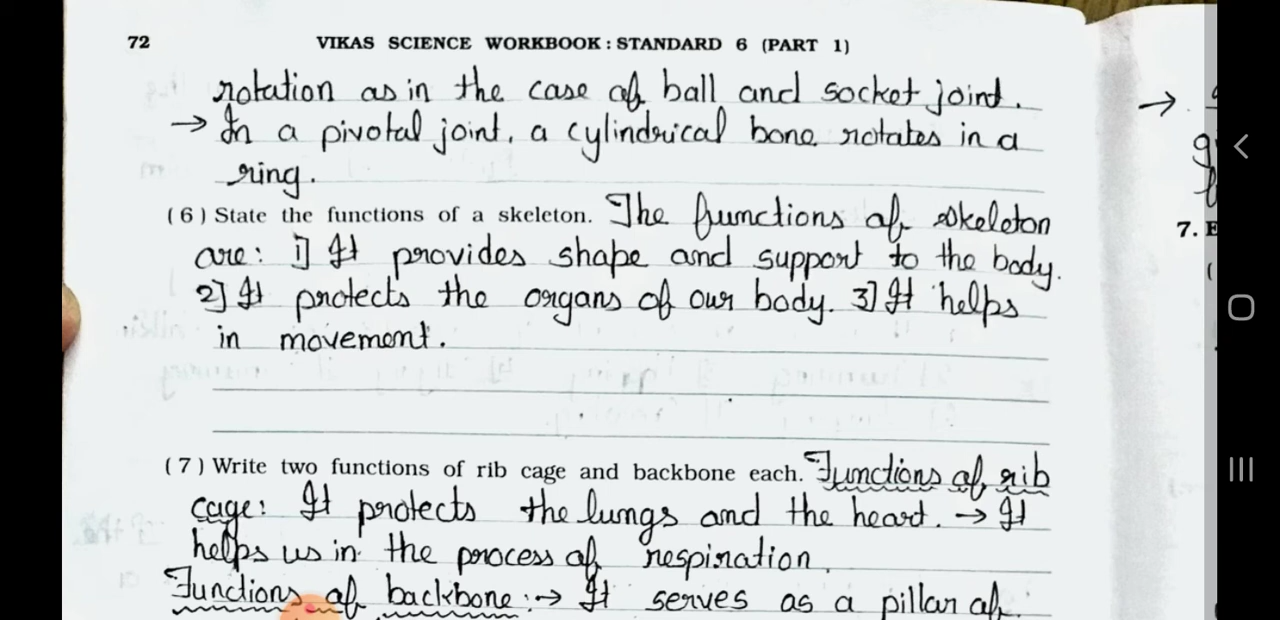 72 VIKAS SCIENCE WORKBOOK : STANDARD 6 (PART 1)
rotation as in the case of ball and socket joint.
→ In a pivotal joint, a cylindrical bone rotates in a
ring.
(6) State the functions of a skeleton. The functions of skeleton
are: 1] It provides shape and support to the body.
2] It protects the organs of our body. 3] It helps
in movement.
(7) Write two functions of rib cage and backbone each. Functions of rib
cage: It protects the lungs and the heart. → It
helps us in the process of respiration.
Functions of backbone: → It serves as a pillar of
→
7.
(